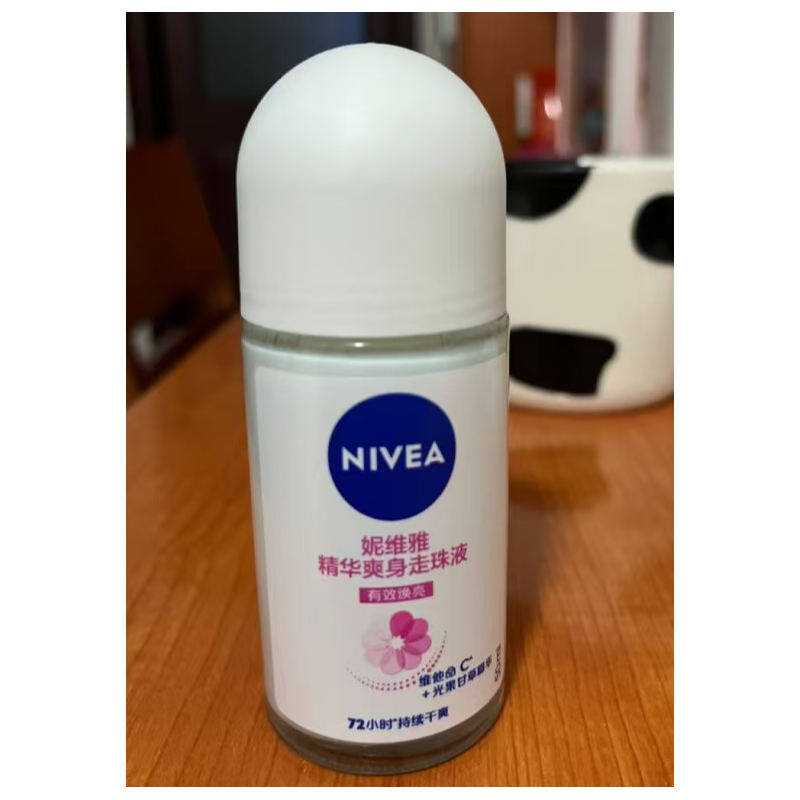 NIVEA
妮维雅
精华爽身走珠液
有效焕亮
维他命 C^
+光果甘草精华
50ml
72小时*持续干爽